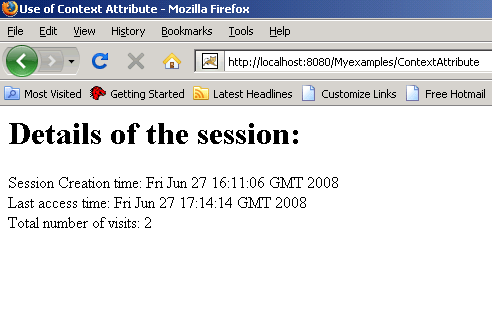 Use of Context Attribute - Mozilla Firefox
File Edit View History Bookmarks Tools Help
http://localhost:8080/Myexamples/ContextAttribute
Most Visited Getting Started Latest Headlines Customize Links Free Hotmail
Details of the session:
Session Creation time: Fri Jun 27 16:11:06 GMT 2008
Last access time: Fri Jun 27 17:14:14 GMT 2008
Total number of visits: 2